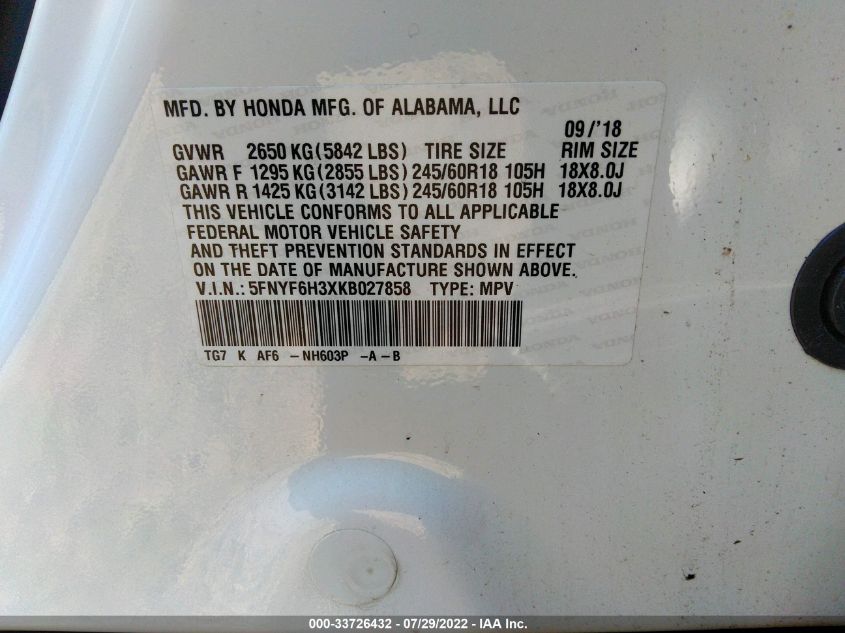 MFD. BY HONDA MFG. OF ALABAMA, LLC
09/'18
GVWR 2650 KG(5842 LBS) TIRE SIZE RIM SIZE
GAWR F 1295 KG(2855 LBS) 245/60R18 105H 18X8.0J
GAWR R 1425 KG(3142 LBS) 245/60R18 105H 18X8.0J
THIS VEHICLE CONFORMS TO ALL APPLICABLE
FEDERAL MOTOR VEHICLE SAFETY
AND THEFT PREVENTION STANDARDS IN EFFECT
ON THE DATE OF MANUFACTURE SHOWN ABOVE.
V.I.N.: 5FNYF6H3XKB027858 TYPE: MPV
TG7 K AF6 -NH603P -A-B
000-33726432 - 07/29/2022 - IAA Inc.